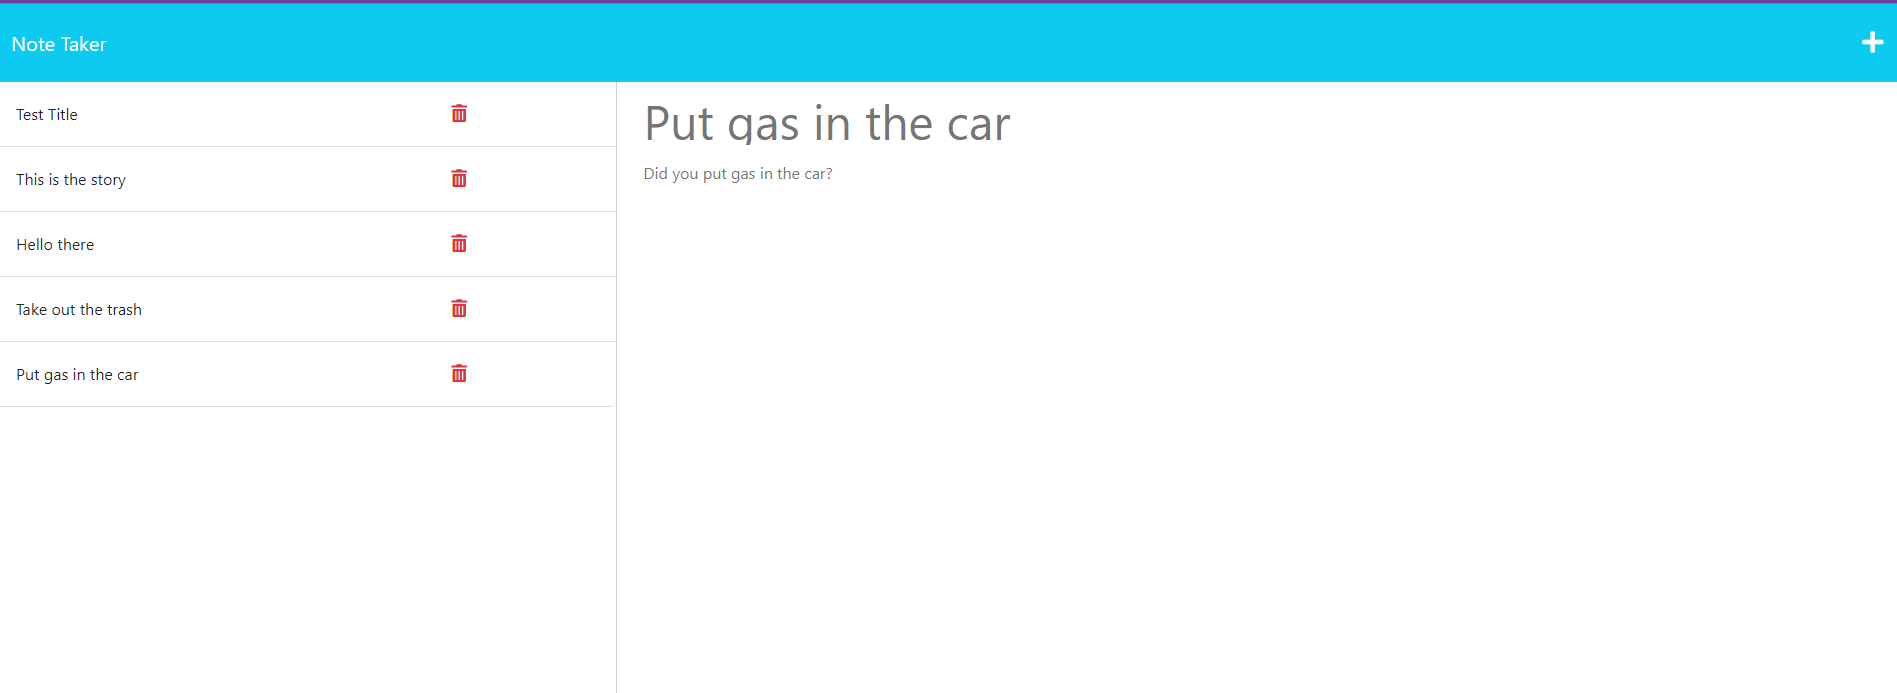 Note Taker
Test Title
This is the story
Hello there
Take out the trash
Put gas in the car
Put gas in the car
Did you put gas in the car?